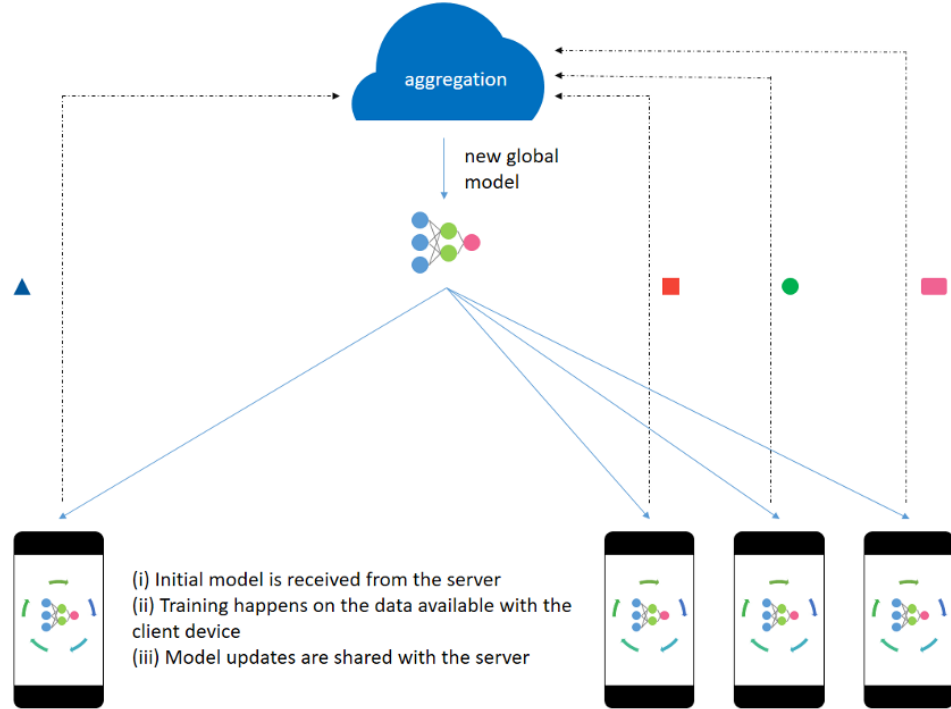 aggregation
new global
model
(i) Initial model is received from the server
(ii) Training happens on the data available with the
client device
(iii) Model updates are shared with the server